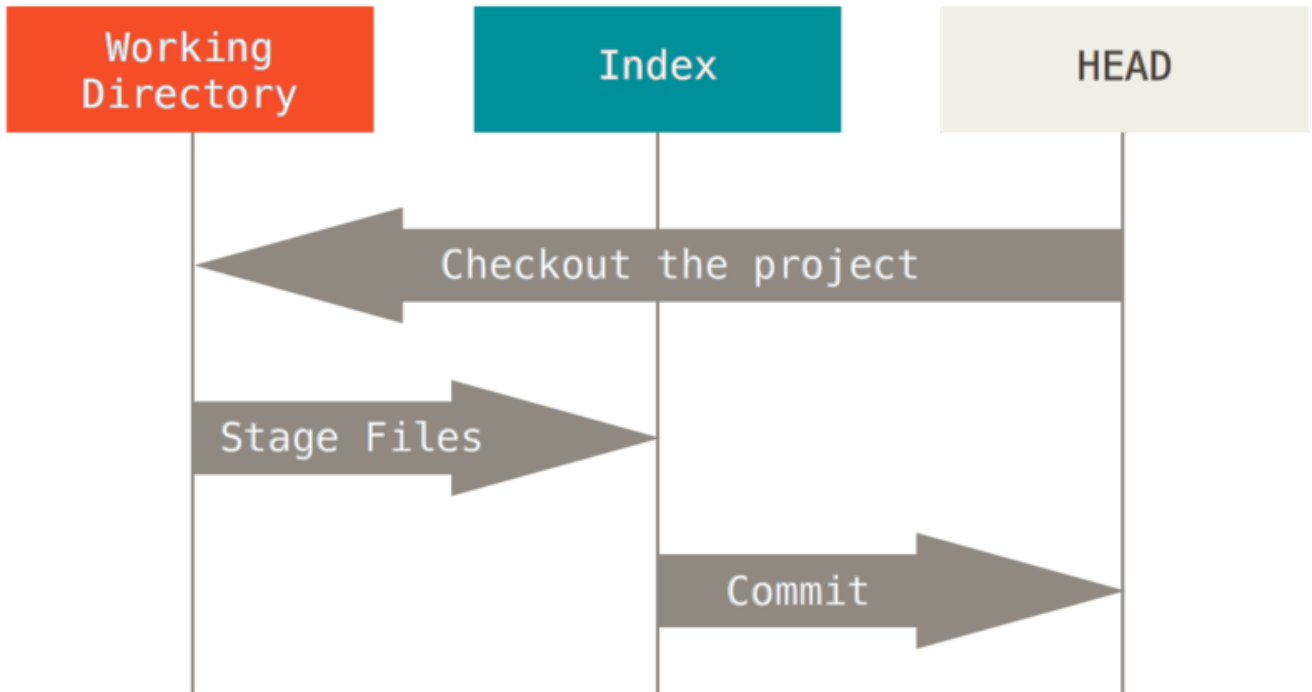 Working
Directory
Index
HEAD
Checkout the project
Stage Files
Commit